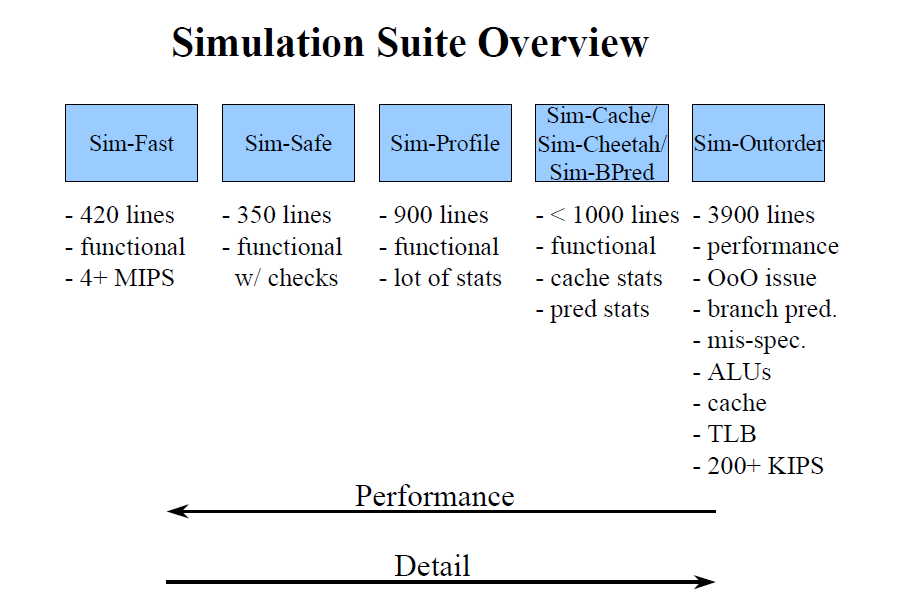 Simulation Suite Overview
Sim-Fast
- 420 lines
- functional
- 4+ MIPS
Sim-Safe
- 350 lines
- functional
w/ checks
Sim-Profile
- 900 lines
- functional
- lot of stats
Sim-Cache/
Sim-Cheetah/
Sim-BPred
- < 1000 lines
- functional
- cache stats
- pred stats
Sim-Outorder
- 3900 lines
- performance
- OoO issue
- branch pred.
- mis-spec.
- ALUs
- cache
- TLB
- 200+ KIPS
Performance
Detail